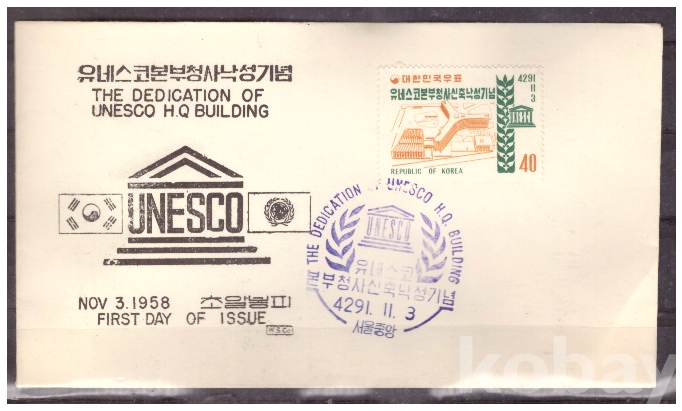 유네스코본부청사낙성기념
THE DEDICATION OF
UNESCO H.Q BUILDING
UNESCO
NOV 3.1958 초일봉피
FIRST DAY OF ISSUE
W.S.Co
대한민국우표
유네스코본부청사신축낙성기념
4291
11
3
REPUBLIC OF KOREA
40
THE DEDICATION OF UNESCO H.Q. BUILDING
UNESCO
유네스코본
부청사신축낙성기념
4291. 11. 3
서울중앙
kobay